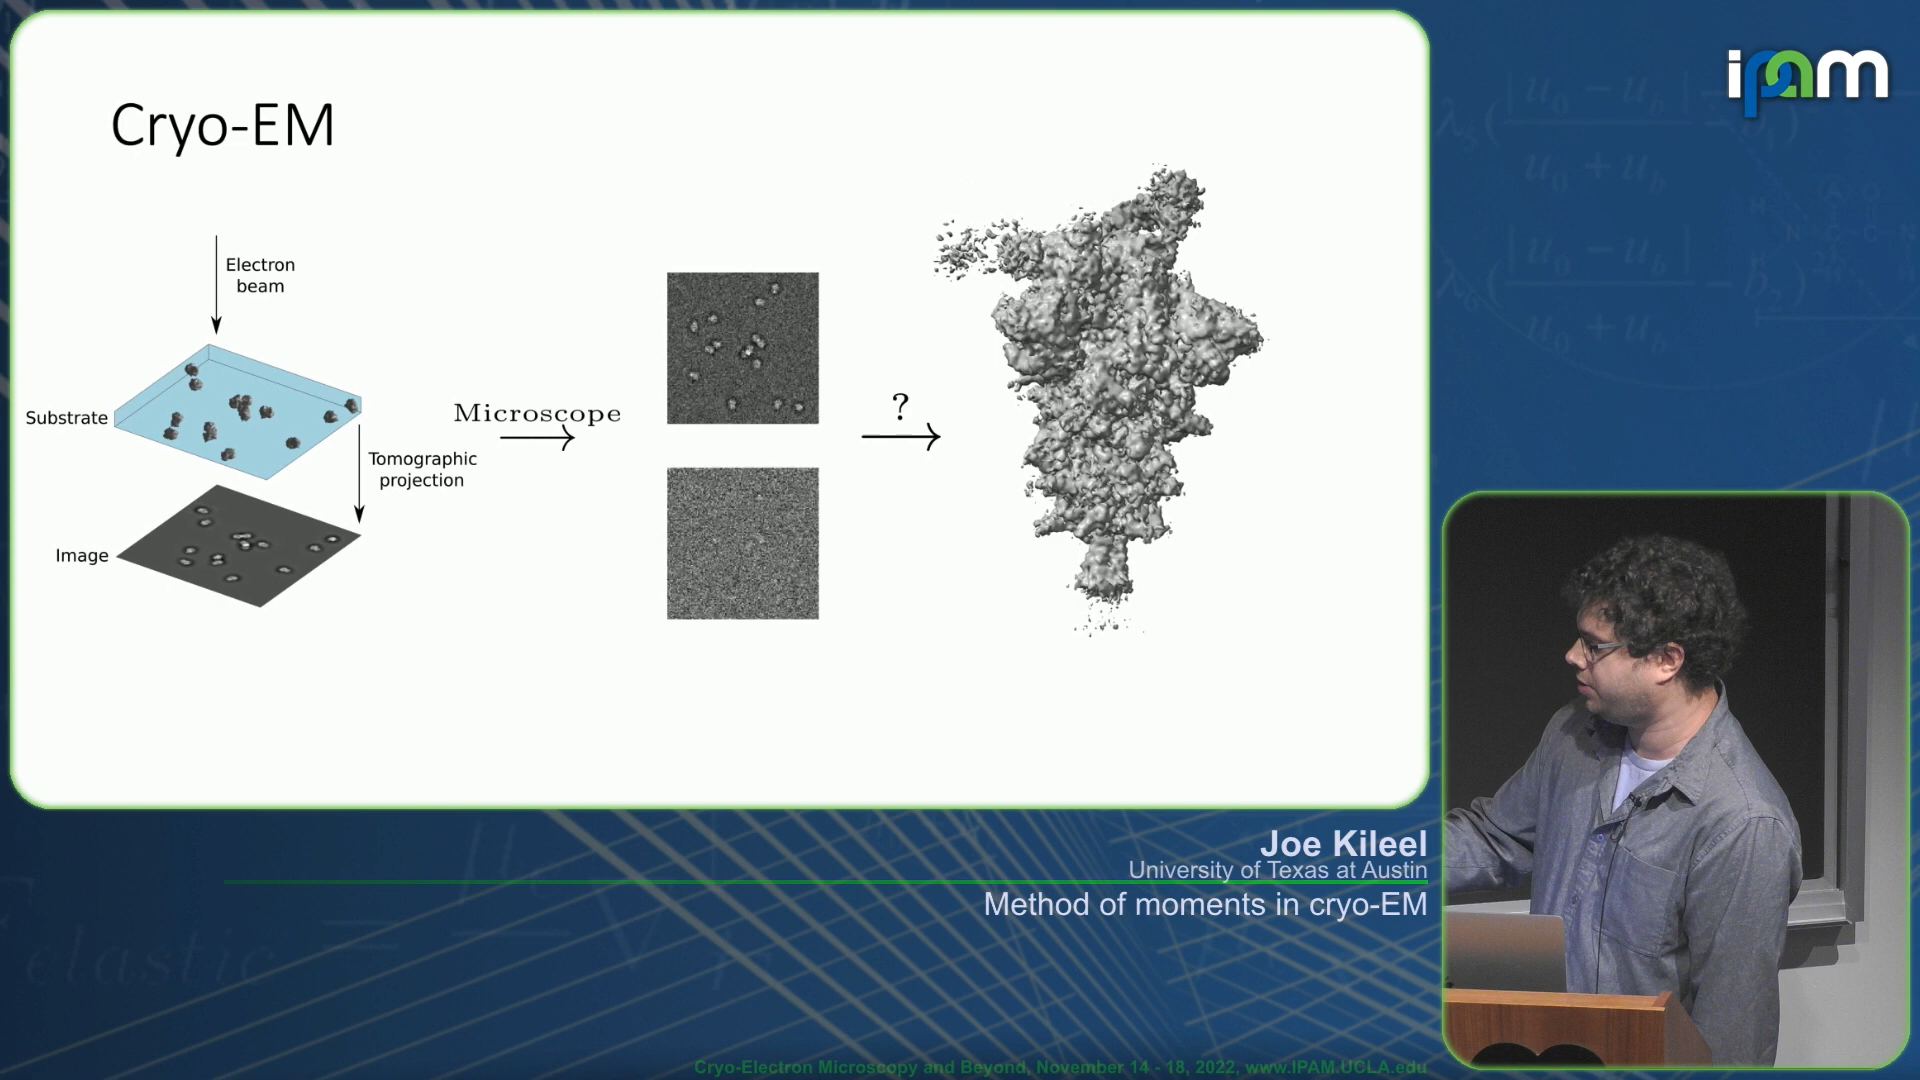 Cryo-EM
Electron
beam
Substrate
Tomographic
projection
Image
Microscope
?
ipam
Joe Kileel
University of Texas at Austin
Method of moments in cryo-EM
Cryo-Electron Microscopy and Beyond, November 14 - 18, 2022, www.IPAM.UCLA.edu
elastic